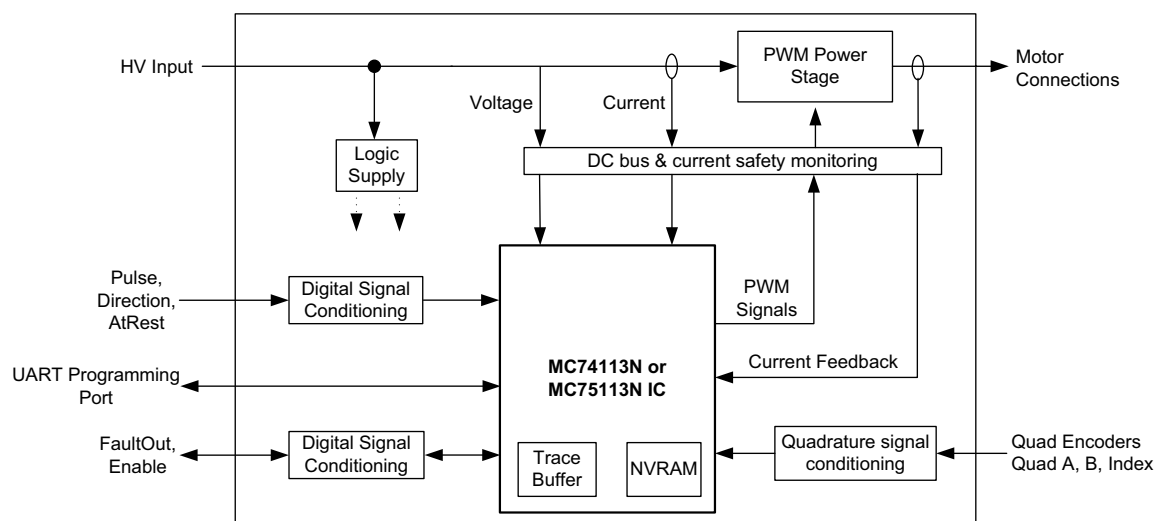 HV Input
PWM Power
Stage
Motor
Connections
Voltage
Current
Logic
Supply
DC bus & current safety monitoring
Pulse,
Direction,
AtRest
Digital Signal
Conditioning
PWM
Signals
MC74113N or
MC75113N IC
Current Feedback
UART Programming
Port
FaultOut,
Enable
Digital Signal
Conditioning
Trace
Buffer
NVRAM
Quadrature signal
conditioning
Quad Encoders
Quad A, B, Index